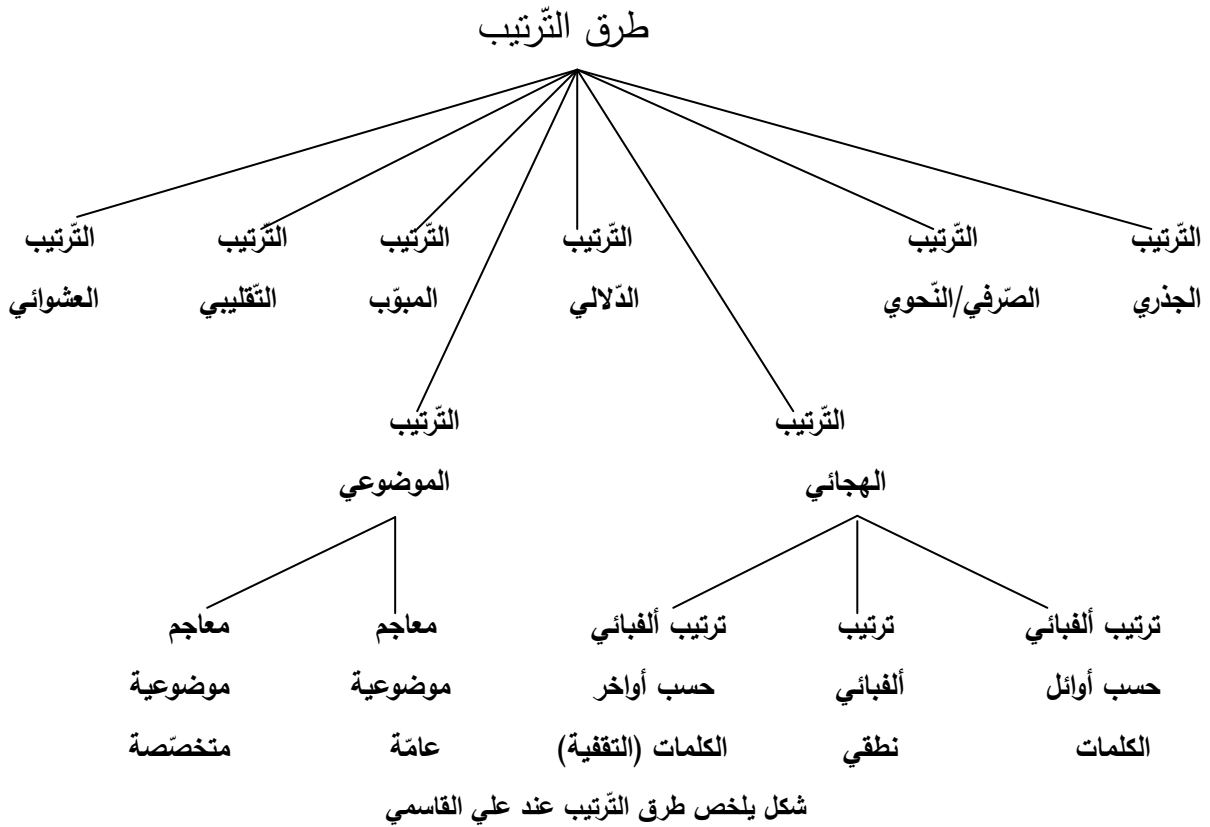 طرق التّرتيب
التّرتيب التّرتيب التّرتيب التّرتيب التّرتيب التّرتيب
الجذري الصّرفي/النّحوي الدّلالي المبوّب التّقليبي العشوائي
التّرتيب التّرتيب
الهجائي الموضوعي
ترتيب ألفبائي ترتيب ترتيب ألفبائي معاجم معاجم
حسب أوائل ألفبائي حسب أواخر موضوعية موضوعية
الكلمات نطقي الكلمات (التقفية) عامّة متخصّصة
شكل يلخص طرق التّرتيب عند علي القاسمي